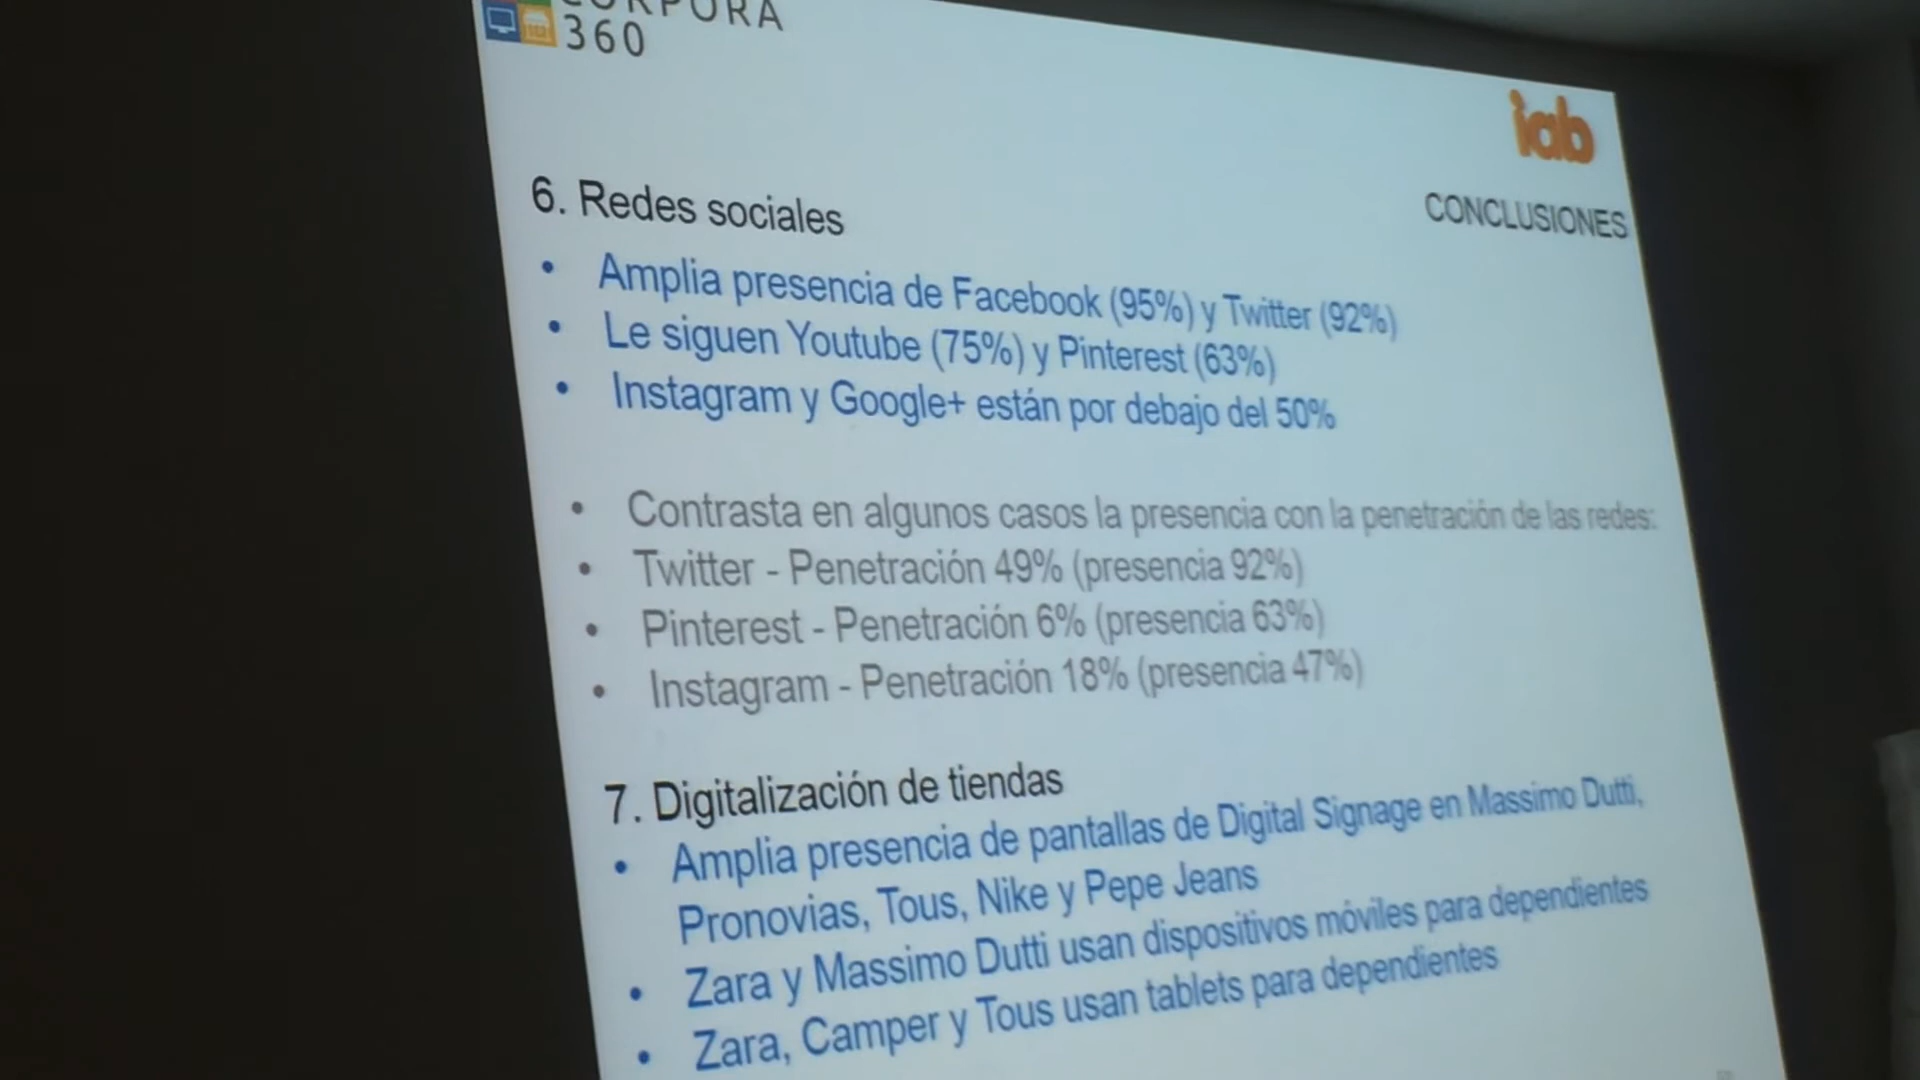 360
iab
CONCLUSIONES
6. Redes sociales
• Amplia presencia de Facebook (95%) y Twitter (92%)
• Le siguen Youtube (75%) y Pinterest (63%)
• Instagram y Google+ están por debajo del 50%
• Contrasta en algunos casos la presencia con la penetración de las redes:
• Twitter - Penetración 49% (presencia 92%)
• Pinterest - Penetración 6% (presencia 63%)
• Instagram - Penetración 18% (presencia 47%)
7. Digitalización de tiendas
• Amplia presencia de pantallas de Digital Signage en Massimo Dutti,
Pronovias, Tous, Nike y Pepe Jeans
• Zara y Massimo Dutti usan dispositivos móviles para dependientes
• Zara, Camper y Tous usan tablets para dependientes